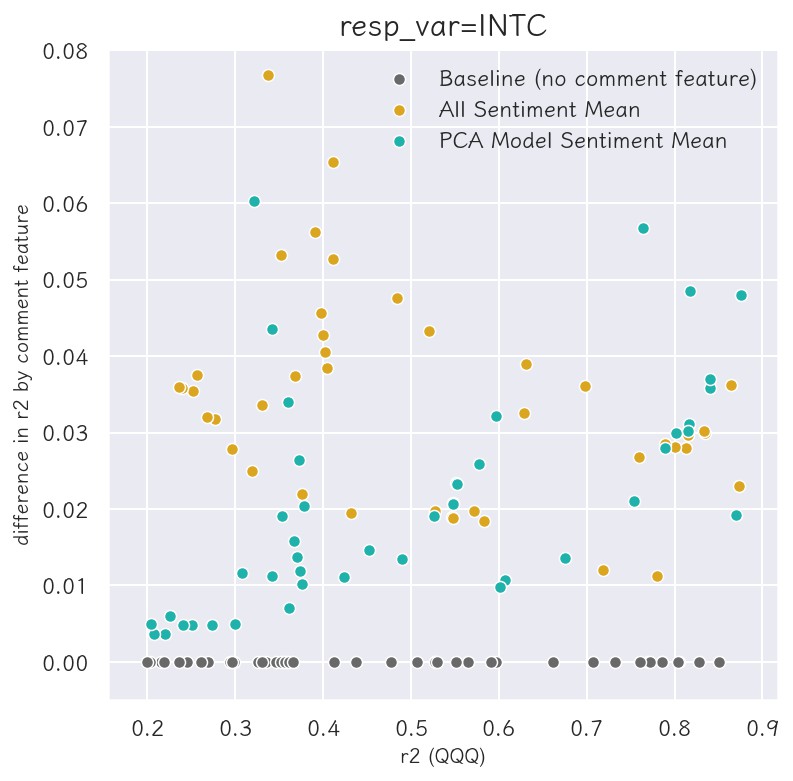 resp_var=INTC
Baseline (no comment feature)
All Sentiment Mean
PCA Model Sentiment Mean
difference in r2 by comment feature
0.08
0.07
0.06
0.05
0.04
0.03
0.02
0.01
0.00
0.2 0.3 0.4 0.5 0.6 0.7 0.8 0.9
r2 (QQQ)